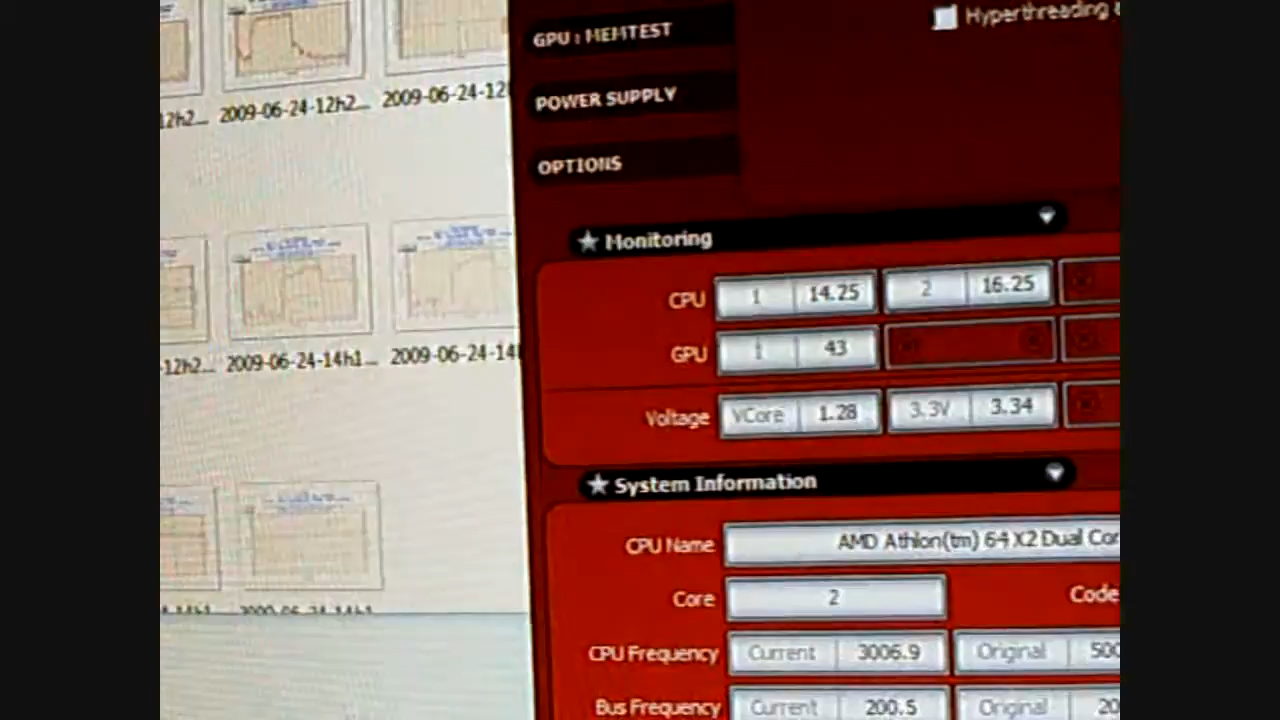 GPU : MEMTEST
Hyperthreading
POWER SUPPLY
12h2... 2009-06-24-12h2... 2009-06-24-12
OPTIONS
Monitoring
CPU 1 14.25 2 16.25
GPU 1 43
12h2... 2009-06-24-14h1... 2009-06-24-14
Voltage VCore 1.28 3.3V 3.34
System Information
CPU Name AMD Athlon(tm) 64 X2 Dual Cor
Core 2 Code
CPU Frequency Current 3006.9 Original 500
Bus Frequency Current 200.5 Original 20